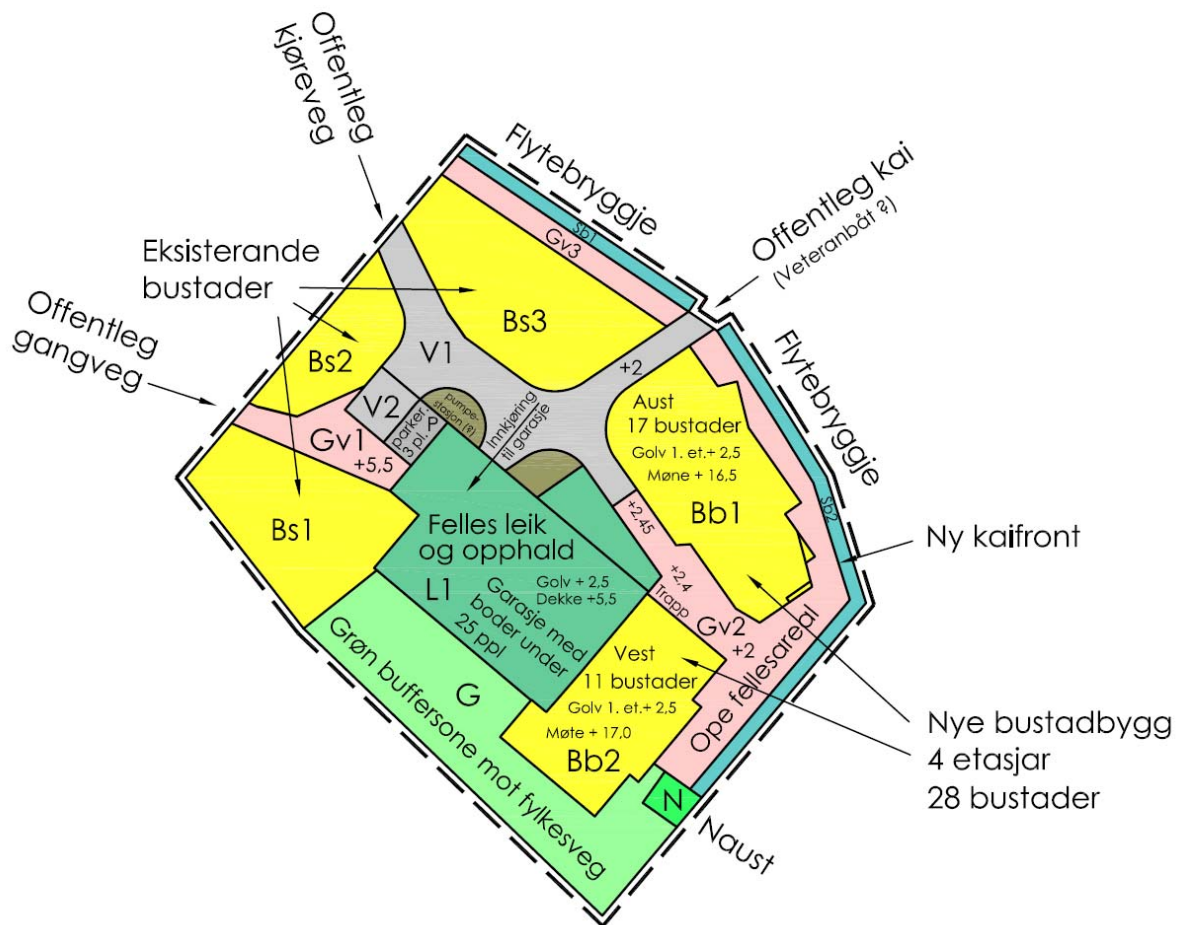 Offentleg
kjøreveg
Flytebryggje
Sb1
Gv3
Offentleg kai
(Veteranbåt ?)
Eksisterande
bustader
Offentleg
gangveg
Bs3
Bs2
V1
+2
Flytebryggje
V2
parker.
3 pl.
P
pumpe-
stasjon (?)
Innkjøring
til garasje
Gv1
+5,5
Aust
17 bustader
Golv 1. et.+ 2,5
Møne + 16,5
Bb1
Sb2
Bs1
Felles leik
og opphald
L1
Golv + 2,5
Dekke +5,5
Garasje med
boder under
25 ppl
+2,45
+2,4
Trapp
Gv2
+2
Ny kaifront
Ope fellesareal
Vest
11 bustader
Golv 1. et.+ 2,5
Møte + 17,0
Bb2
G
Grøn buffersone mot fylkesveg
N
Naust
Nye bustadbygg
4 etasjar
28 bustader